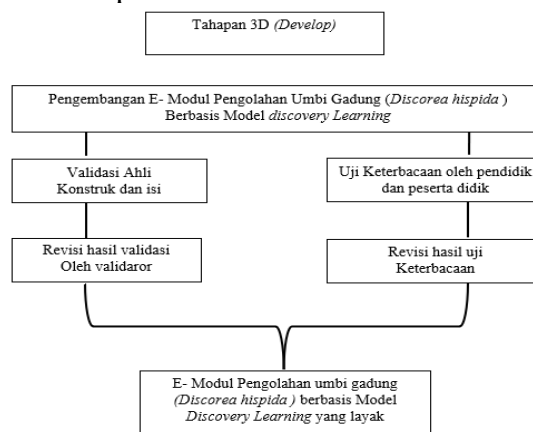 Tahapan 3D (Develop)
Pengembangan E- Modul Pengolahan Umbi Gadung (Discorea hispida )
Berbasis Model discovery Learning
Validasi Ahli
Konstruk dan isi
Uji Keterbacaan oleh pendidik
dan peserta didik
Revisi hasil validasi
Oleh validaror
Revisi hasil uji
Keterbacaan
E- Modul Pengolahan umbi gadung
(Discorea hispida ) berbasis Model
Discovery Learning yang layak